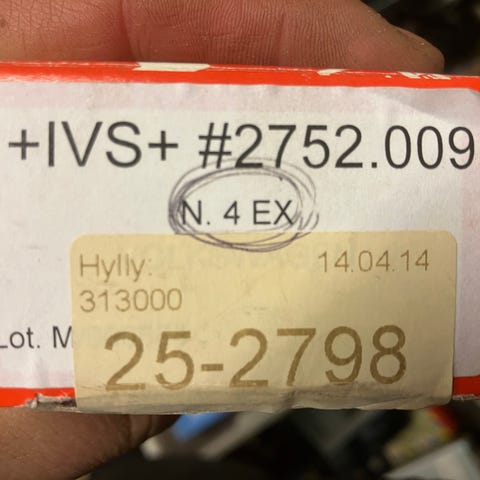 +IVS+ #2752.009
N. 4 EX
Hylly: 14.04.14
313000
Lot. M
25-2798